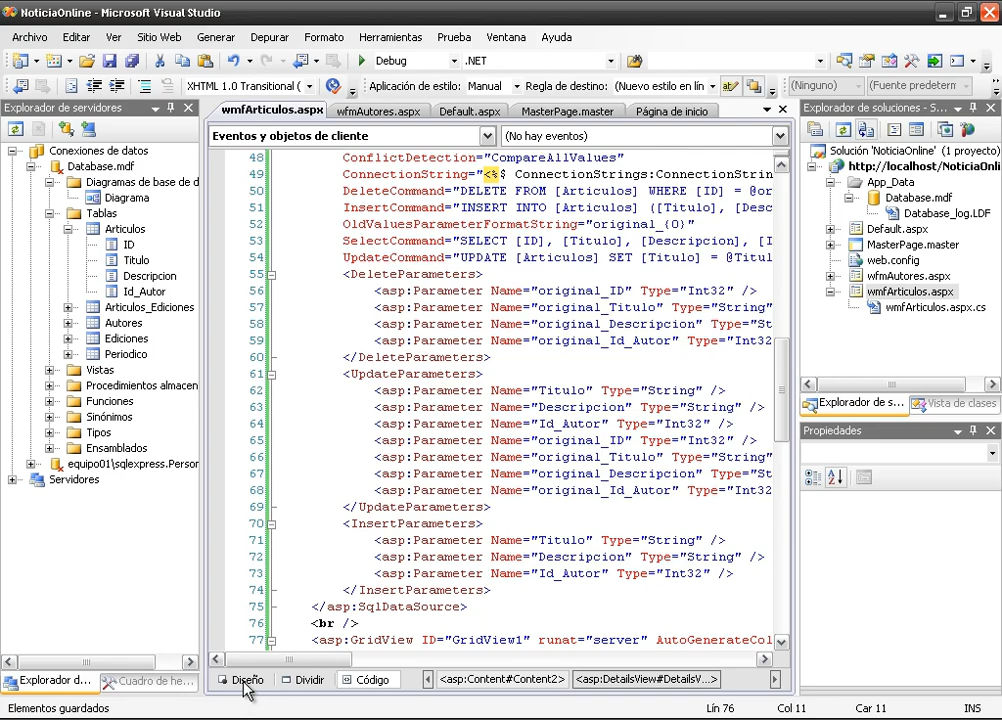 NoticiaOnline - Microsoft Visual Studio
Archivo Editar Ver Sitio Web Generar Depurar Formato Herramientas Prueba Ventana Ayuda
Debug .NET
XHTML 1.0 Transitional ( Aplicación de estilo: Manual Regla de destino: (Nuevo estilo en lín (Ninguno) (Fuente predeterm
Explorador de servidores
Conexiones de datos
Database.mdf
Diagramas de base de d
Diagrama
Tablas
Articulos
ID
Titulo
Descripcion
Id_Autor
Articulos_Ediciones
Autores
Ediciones
Periodico
Vistas
Procedimientos almacen
Funciones
Sinónimos
Tipos
Ensamblados
equipo01\sqlexpress.Person
Servidores
Explorador d... Cuadro de he...
wmfArticulos.aspx wfmAutores.aspx Default.aspx MasterPage.master Página de inicio
Eventos y objetos de cliente (No hay eventos)
48 ConflictDetection="CompareAllValues"
49 ConnectionString="<%$ ConnectionStrings:ConnectionStrin
50 DeleteCommand="DELETE FROM [Articulos] WHERE [ID] = @or
51 InsertCommand="INSERT INTO [Articulos] ([Titulo], [Desc
52 OldValuesParameterFormatString="original_{0}"
53 SelectCommand="SELECT [ID], [Titulo], [Descripcion], [I
54 UpdateCommand="UPDATE [Articulos] SET [Titulo] = @Titul
55 <DeleteParameters>
56 <asp:Parameter Name="original_ID" Type="Int32" />
57 <asp:Parameter Name="original_Titulo" Type="String"
58 <asp:Parameter Name="original_Descripcion" Type="St
59 <asp:Parameter Name="original_Id_Autor" Type="Int32
60 </DeleteParameters>
61 <UpdateParameters>
62 <asp:Parameter Name="Titulo" Type="String" />
63 <asp:Parameter Name="Descripcion" Type="String" />
64 <asp:Parameter Name="Id_Autor" Type="Int32" />
65 <asp:Parameter Name="original_ID" Type="Int32" />
66 <asp:Parameter Name="original_Titulo" Type="String"
67 <asp:Parameter Name="original_Descripcion" Type="St
68 <asp:Parameter Name="original_Id_Autor" Type="Int32
69 </UpdateParameters>
70 <InsertParameters>
71 <asp:Parameter Name="Titulo" Type="String" />
72 <asp:Parameter Name="Descripcion" Type="String" />
73 <asp:Parameter Name="Id_Autor" Type="Int32" />
74 </InsertParameters>
75 </asp:SqlDataSource>
76 <br />
77 <asp:GridView ID="GridView1" runat="server" AutoGenerateCol
Diseño Dividir Código <asp:Content#Content2> <asp:DetailsView#DetailsV...>
Explorador de soluciones - S...
Solución 'NoticiaOnline' (1 proyecto)
http://localhost/NoticiaOnl
App_Data
Database.mdf
Database_log.LDF
Default.aspx
MasterPage.master
web.config
wfmAutores.aspx
wmfArticulos.aspx
wmfArticulos.aspx.cs
Explorador de s... Vista de clases
Propiedades
Elementos guardados Lín 76 Col 11 Car 11 INS